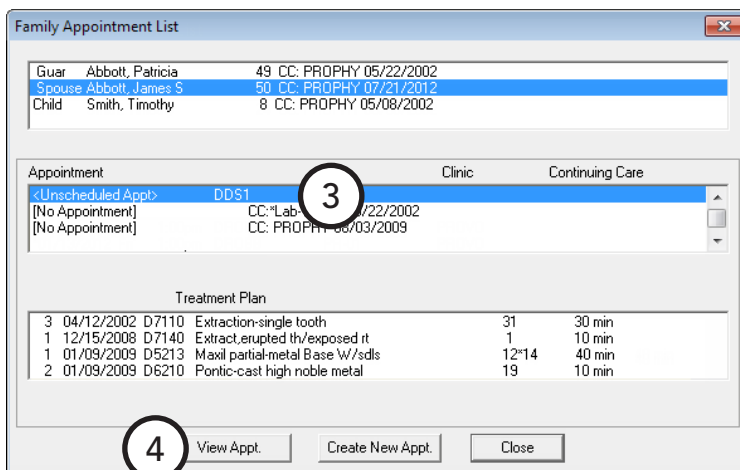 Family Appointment List
Guar Abbott, Patricia 49 CC: PROPHY 05/22/2002
Spouse Abbott, James S 50 CC: PROPHY 07/21/2012
Child Smith, Timothy 8 CC: PROPHY 05/08/2002
Appointment Clinic Continuing Care
<Unscheduled Appt> DDS1 3
[No Appointment] CC:*Lab- /22/2002
[No Appointment] CC: PROPHY /03/2009
Treatment Plan
3 04/12/2002 D7110 Extraction-single tooth 31 30 min
1 12/15/2008 D7140 Extract,erupted th/exposed rt 1 10 min
1 01/09/2009 D5213 Maxil partial-metal Base W/sdls 12*14 40 min
2 01/09/2009 D6210 Pontic-cast high noble metal 19 10 min
4 View Appt. Create New Appt. Close